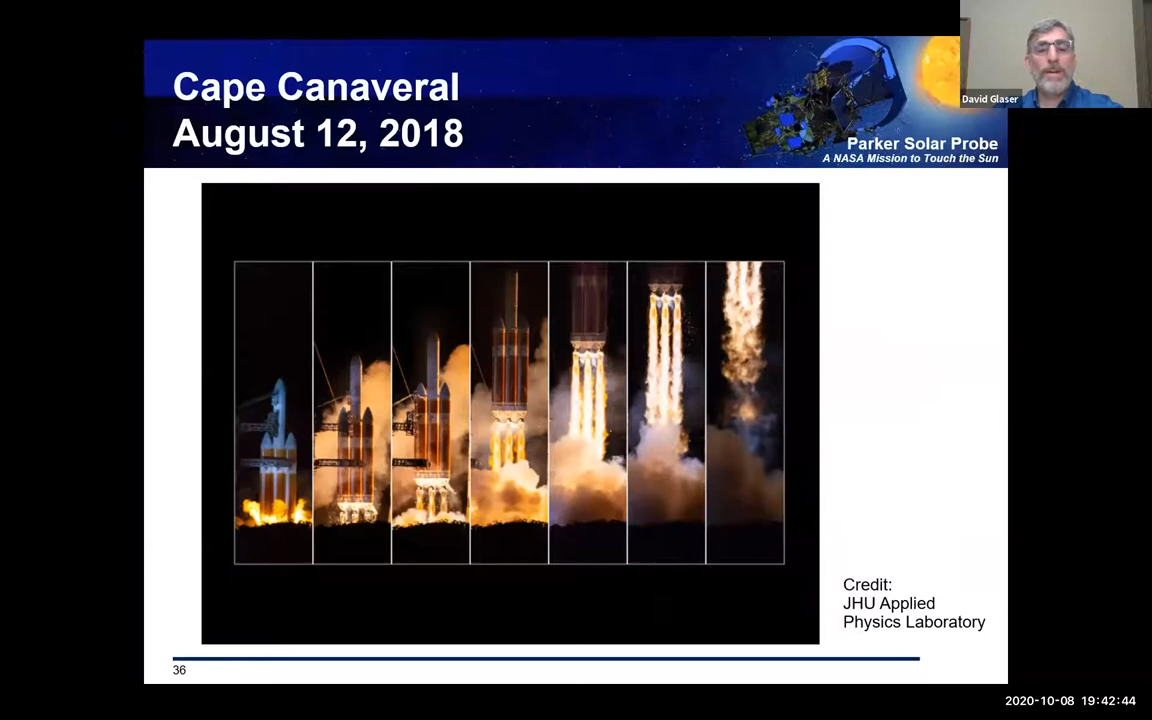 Cape Canaveral
August 12, 2018
David Glaser
Parker Solar Probe
A NASA Mission to Touch the Sun
Credit:
JHU Applied
Physics Laboratory
36
2020-10-08 19:42:44